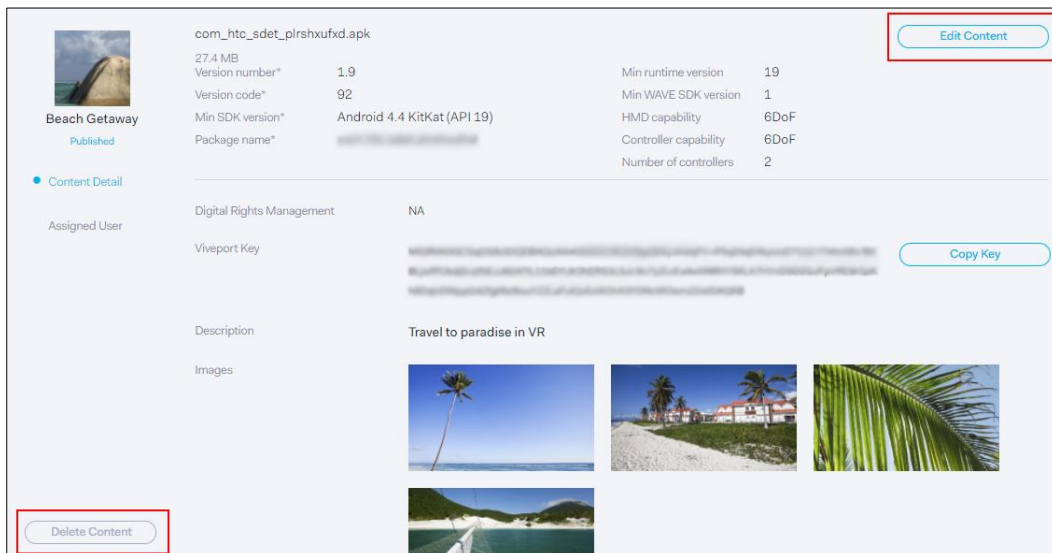 com_htc_sdet_plrshxufxd.apk
Edit Content
27.4 MB
Version number* 1.9 Min runtime version 19
Version code* 92 Min WAVE SDK version 1
Min SDK version* Android 4.4 KitKat (API 19) HMD capability 6DoF
Package name* Controller capability 6DoF
Number of controllers 2
Beach Getaway
Published
Content Detail
Assigned User
Digital Rights Management NA
Viveport Key Copy Key
Description Travel to paradise in VR
Images
Delete Content